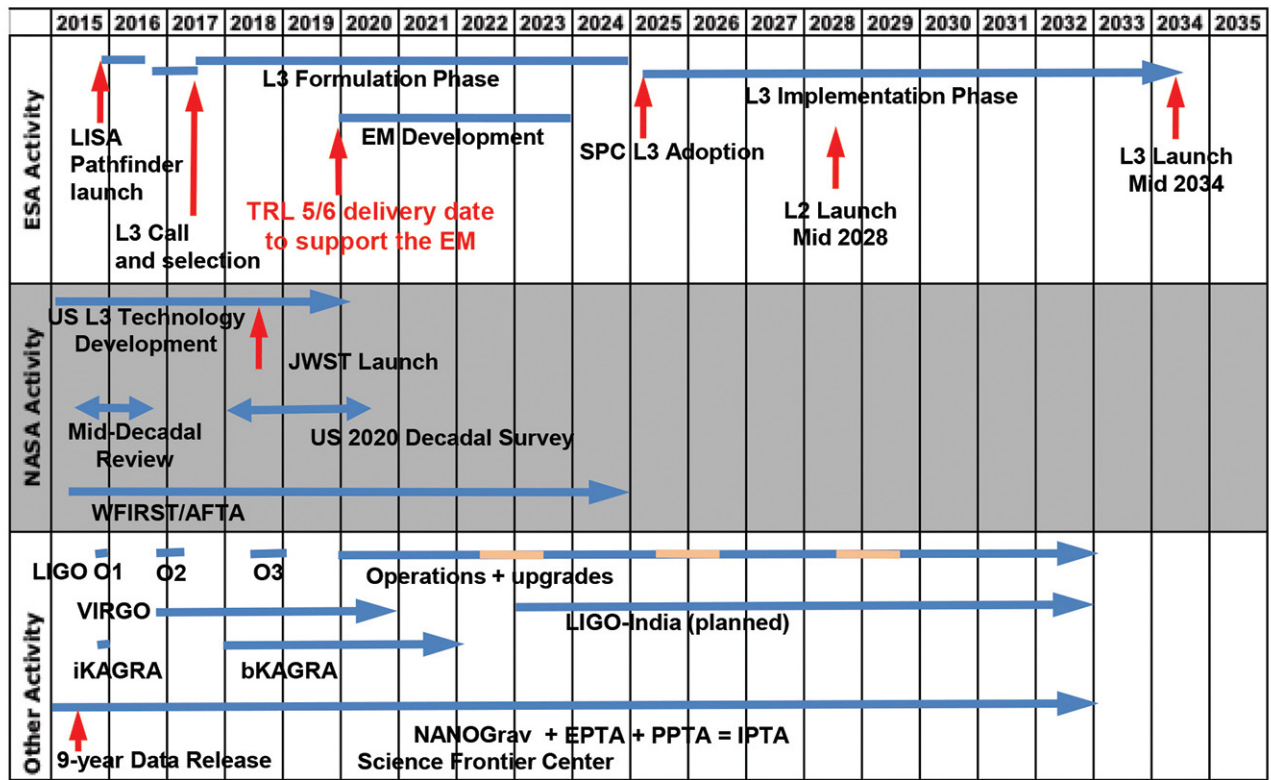 2015 2016 2017 2018 2019 2020 2021 2022 2023 2024 2025 2026 2027 2028 2029 2030 2031 2032 2033 2034 2035
ESA Activity
L3 Formulation Phase
L3 Implementation Phase
LISA
Pathfinder
launch
EM Development
SPC L3 Adoption
L3 Launch
Mid 2034
L3 Call
and selection
TRL 5/6 delivery date
to support the EM
L2 Launch
Mid 2028
NASA Activity
US L3 Technology
Development
JWST Launch
Mid-Decadal
Review
US 2020 Decadal Survey
WFIRST/AFTA
Other Activity
LIGO O1
O2
O3
Operations + upgrades
VIRGO
LIGO-India (planned)
iKAGRA
bKAGRA
NANOGrav + EPTA + PPTA = IPTA
9-year Data Release
Science Frontier Center